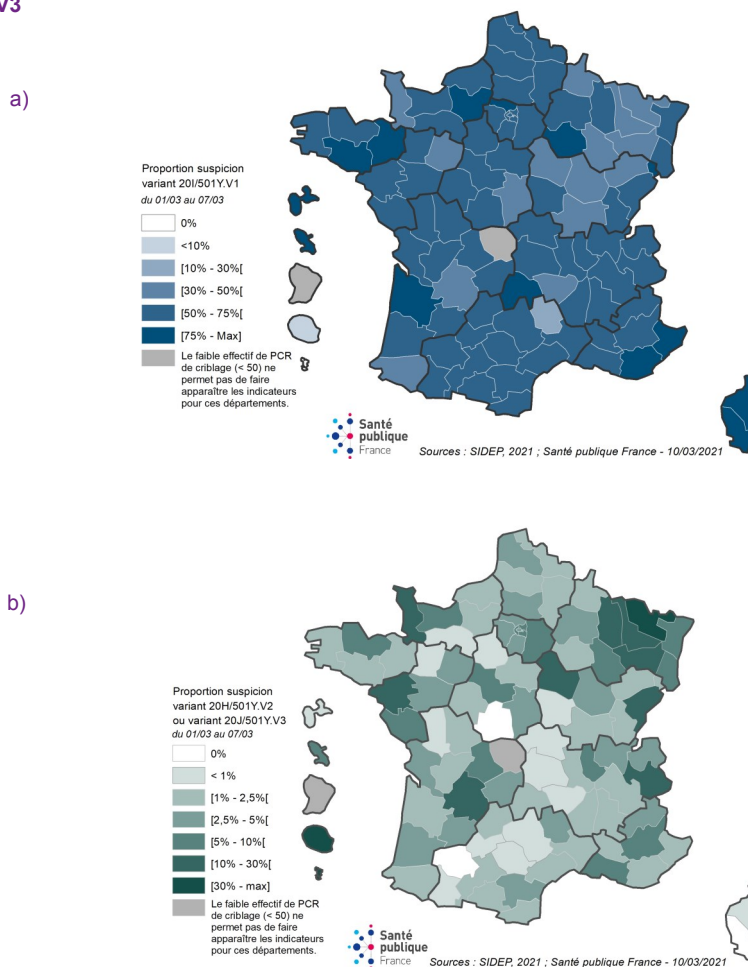 V3
a)
Proportion suspicion
variant 20I/501Y.V1
du 01/03 au 07/03
0%
<10%
[10% - 30%[
[30% - 50%[
[50% - 75%[
[75% - Max]
Le faible effectif de PCR
de criblage (< 50) ne
permet pas de faire
apparaître les indicateurs
pour ces départements.
Santé
publique
France
Sources : SIDEP, 2021 ; Santé publique France - 10/03/2021
b)
Proportion suspicion
variant 20H/501Y.V2
ou variant 20J/501Y.V3
du 01/03 au 07/03
0%
< 1%
[1% - 2,5%[
[2,5% - 5%[
[5% - 10%[
[10% - 30%[
[30% - max]
Le faible effectif de PCR
de criblage (< 50) ne
permet pas de faire
apparaître les indicateurs
pour ces départements.
Santé
publique
France
Sources : SIDEP, 2021 ; Santé publique France - 10/03/2021